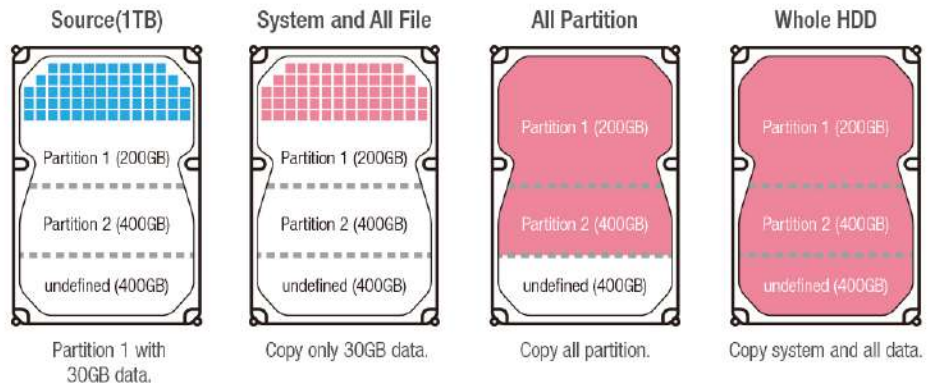 Source(1TB)
Partition 1 (200GB)
Partition 2 (400GB)
undefined (400GB)
Partition 1 with
30GB data.
System and All File
Partition 1 (200GB)
Partition 2 (400GB)
undefined (400GB)
Copy only 30GB data.
All Partition
Partition 1 (200GB)
Partition 2 (400GB)
undefined (400GB)
Copy all partition.
Whole HDD
Partition 1 (200GB)
Partition 2 (400GB)
undefined (400GB)
Copy system and all data.